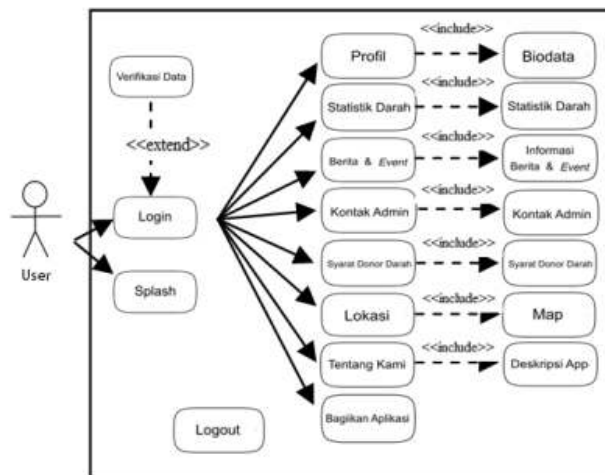 <<include>>
Profil
Biodata
Verifikasi Data
<<include>>
Statistik Darah
Statistik Darah
<<extend>>
<<include>>
Berita & Event
Informasi
Berita & Event
Login
<<include>>
Kontak Admin
Kontak Admin
User
<<include>>
Syarat Donor Darah
Syarat Donor Darah
Splash
<<include>>
Lokasi
Map
<<include>>
Tentang Kami
Deskripsi App
Bagiikan Aplikasi
Logout